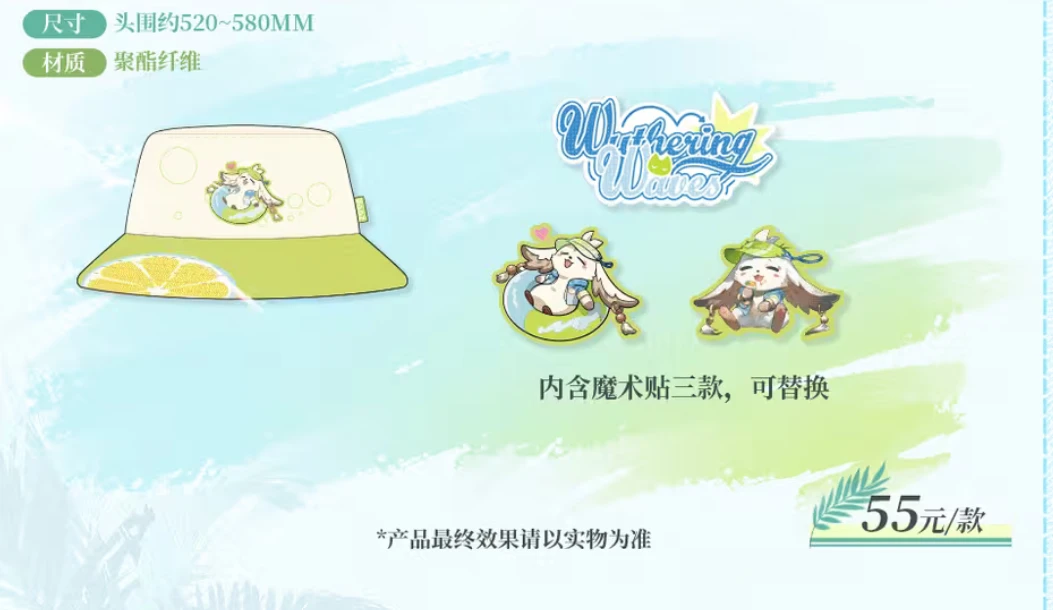 尺寸 头围约520~580MM
材质 聚酯纤维
Wuthering
Waves
内含魔术贴三款，可替换
55元/款
*产品最终效果请以实物为准